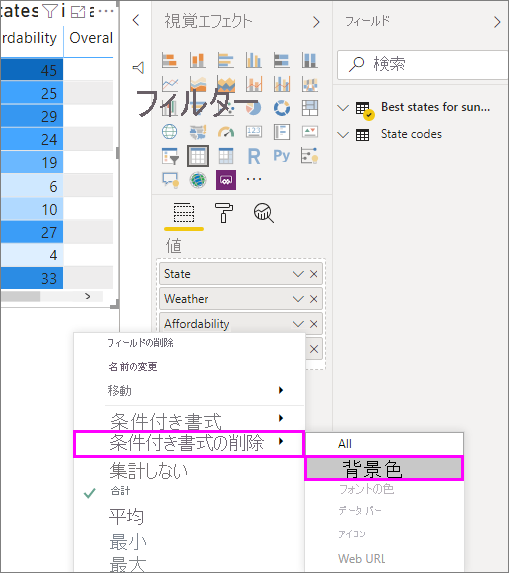 rdability
Overal
45
25
29
24
19
6
10
27
4
33
視覚エフェクト
フィルター
123
R
Py
値
State
Weather
Affordability
フィールド
検索
Best states for sun...
State codes
フィールドの削除
名前の変更
移動
条件付き書式
条件付き書式の削除
集計しない
合計
平均
最小
最大
All
背景色
フォントの色
データ バー
アイコン
Web URL